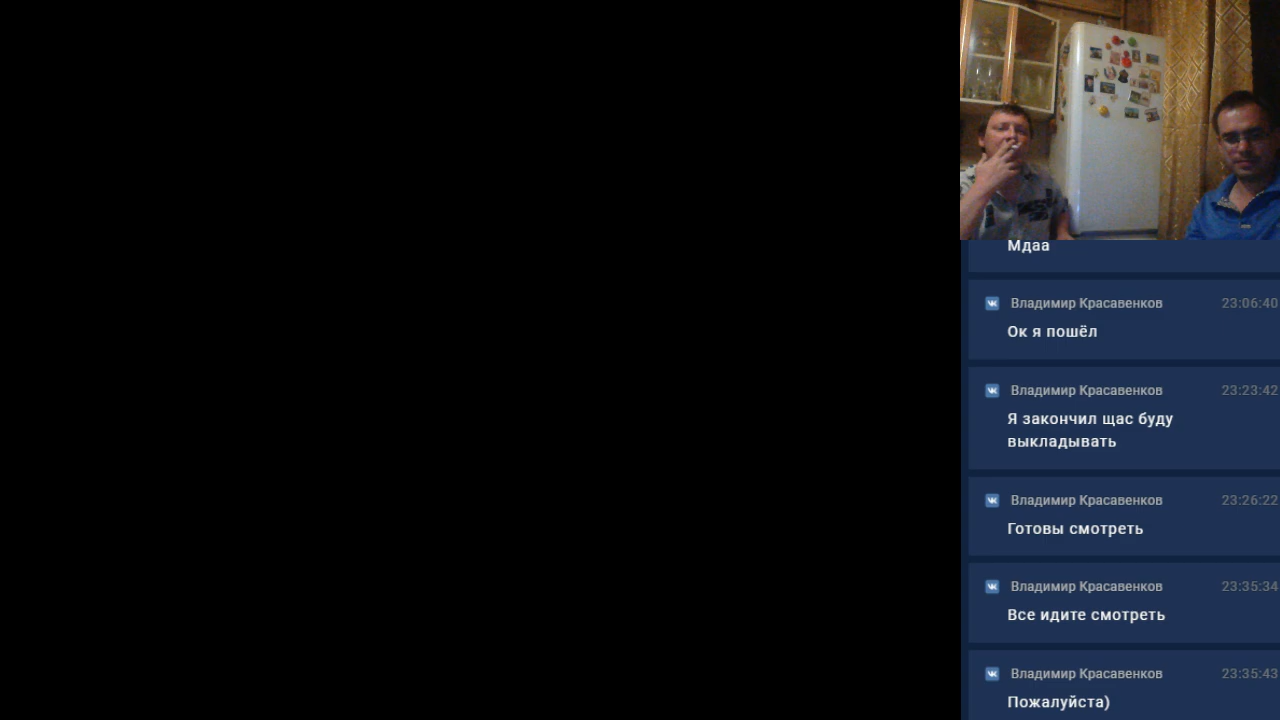 Мдаа
Владимир Красавенков 23:06:40
Ок я пошёл
Владимир Красавенков 23:23:42
Я закончил щас буду
выкладывать
Владимир Красавенков 23:26:22
Готовы смотреть
Владимир Красавенков 23:35:34
Все идите смотреть
Владимир Красавенков 23:35:43
Пожалуйста)